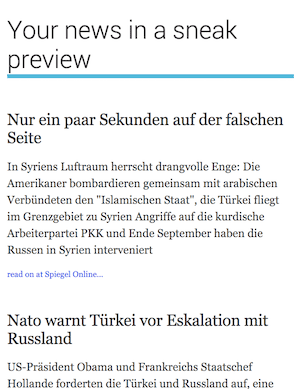 Your news in a sneak
preview
Nur ein paar Sekunden auf der falschen
Seite
In Syriens Luftraum herrscht drangvolle Enge: Die
Amerikaner bombardieren gemeinsam mit arabischen
Verbündeten den "Islamischen Staat", die Türkei fliegt
im Grenzgebiet zu Syrien Angriffe auf die kurdische
Arbeiterpartei PKK und Ende September haben die
Russen in Syrien interveniert
read on at Spiegel Online...
Nato warnt Türkei vor Eskalation mit
Russland
US-Präsident Obama und Frankreichs Staatschef
Hollande forderten die Türkei und Russland auf, eine